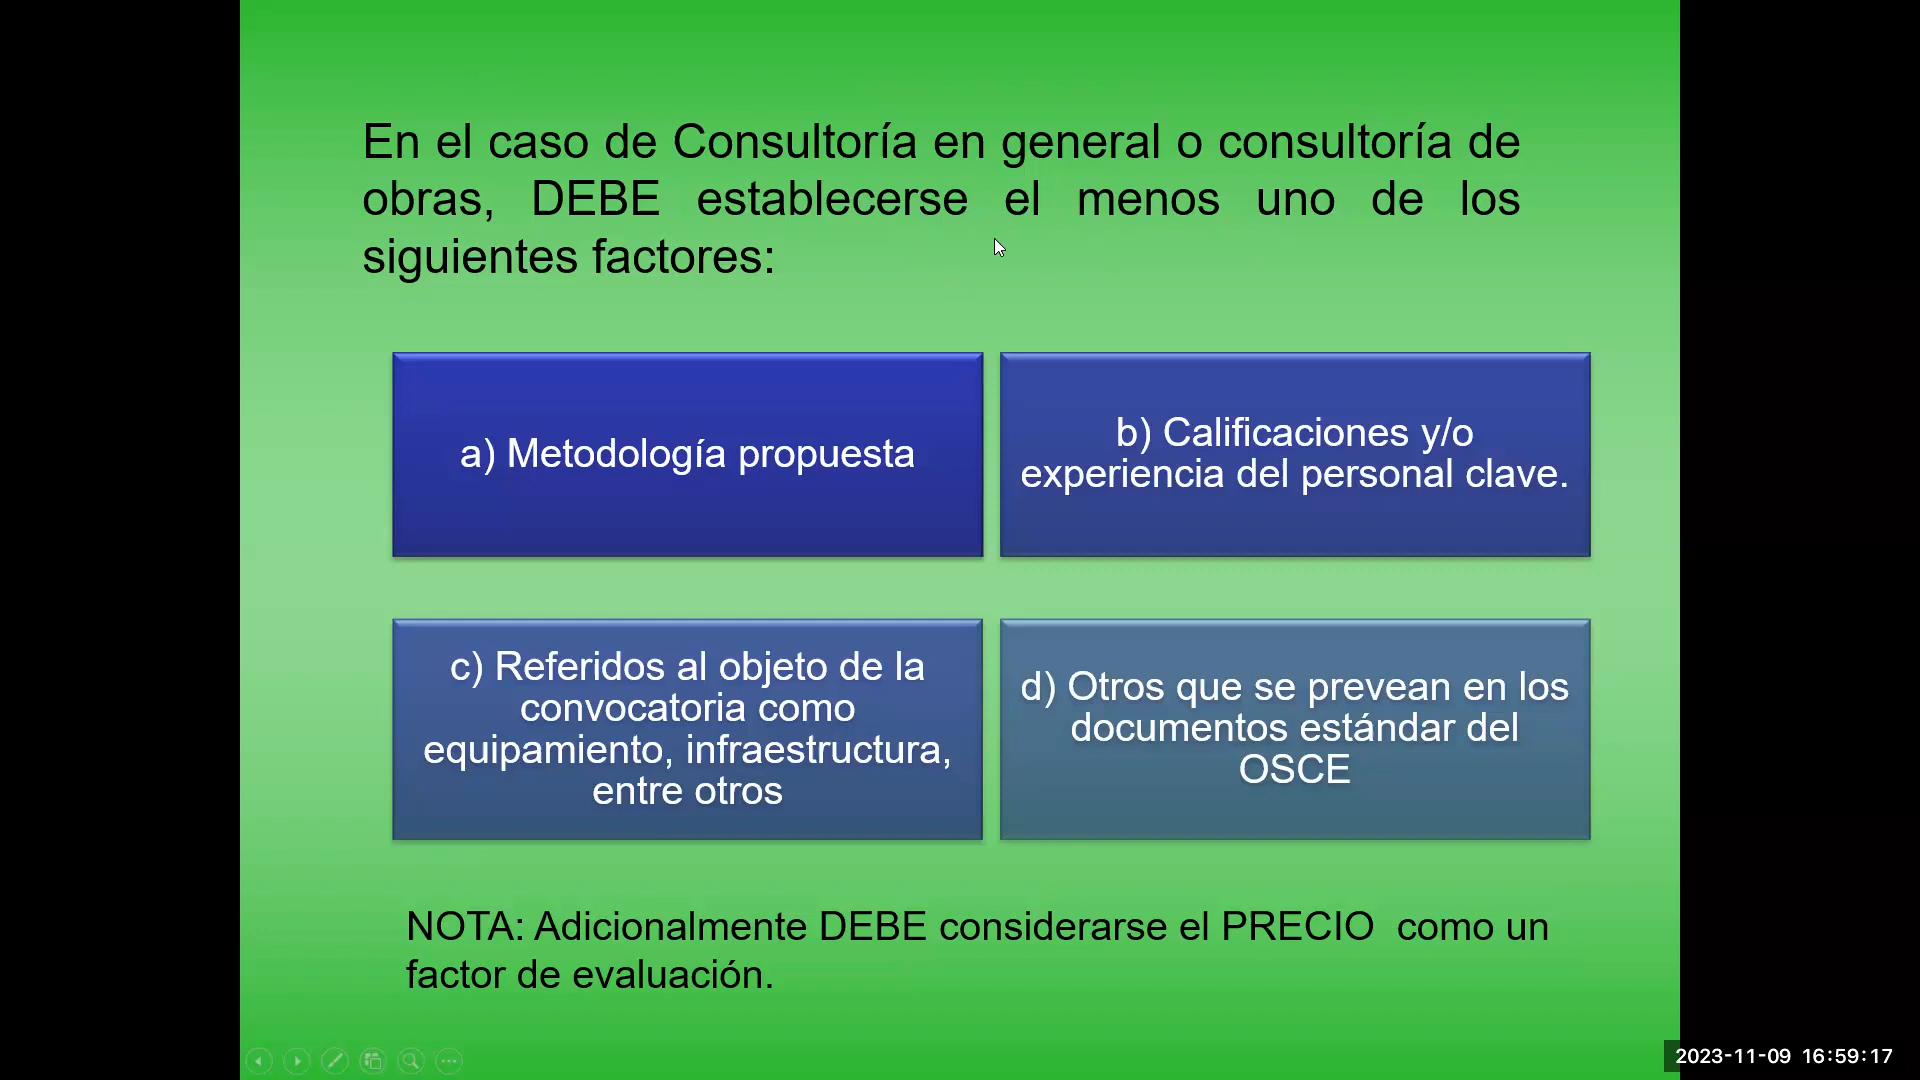 En el caso de Consultoría en general o consultoría de
obras, DEBE establecerse el menos uno de los
siguientes factores:
a) Metodología propuesta
b) Calificaciones y/o
experiencia del personal clave.
c) Referidos al objeto de la
convocatoria como
equipamiento, infraestructura,
entre otros
d) Otros que se prevean en los
documentos estándar del
OSCE
NOTA: Adicionalmente DEBE considerarse el PRECIO como un
factor de evaluación.
2023-11-09 16:59:17